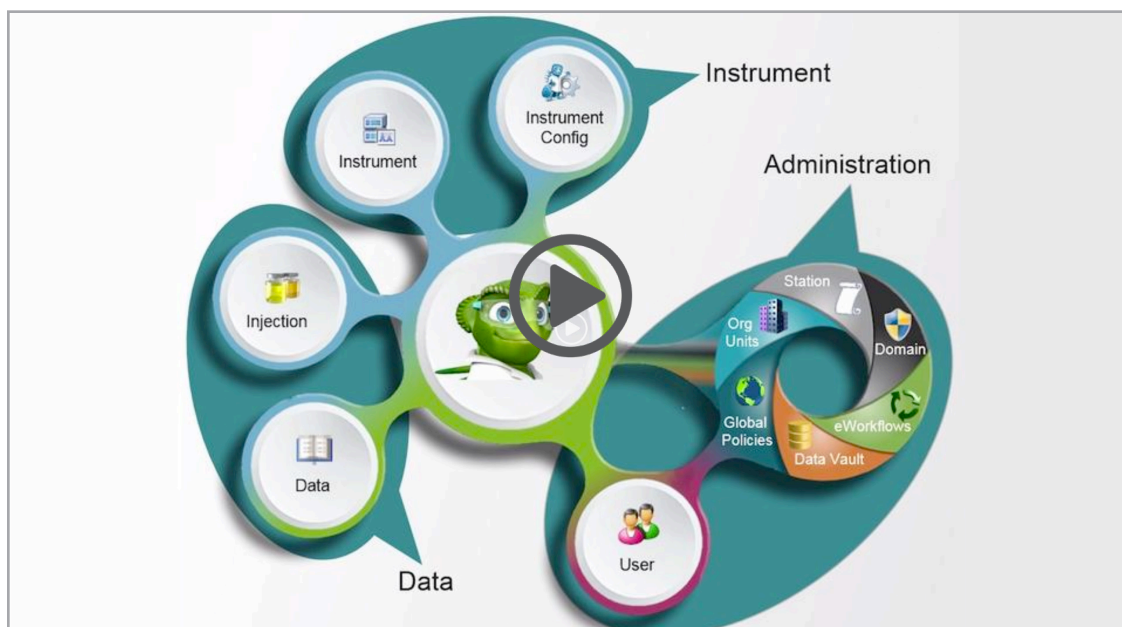 Instrument
Administration
Instrument
Config
Instrument
Injection
Data
Data
Station
Org
Units
Domain
Global
Policies
eWorkflows
Data Vault
User